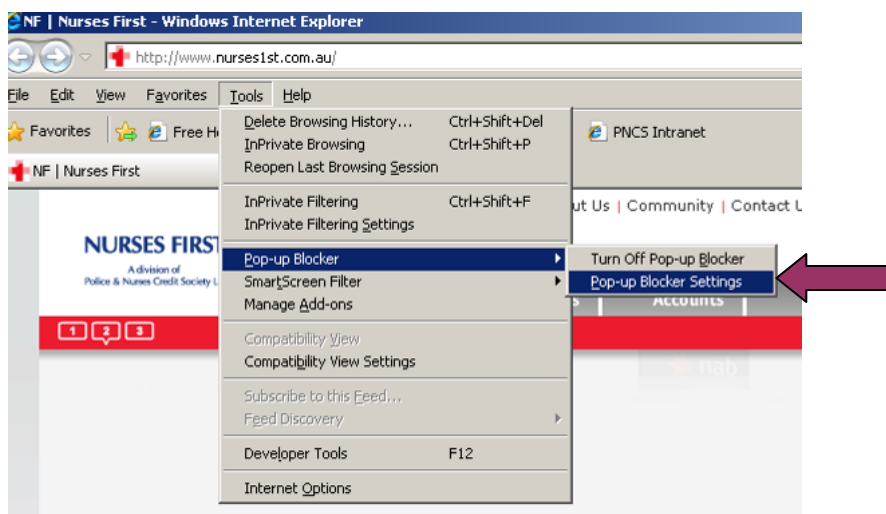 NF | Nurses First - Windows Internet Explorer
http://www.nurses1st.com.au/
File Edit View Favorites Tools Help
Favorites Free H
PNCS Intranet
NF | Nurses First
Delete Browsing History... Ctrl+Shift+Del
InPrivate Browsing Ctrl+Shift+P
Reopen Last Browsing Session
InPrivate Filtering Ctrl+Shift+F
InPrivate Filtering Settings
Pop-up Blocker
SmartScreen Filter
Manage Add-ons
Compatibility View
Compatibility View Settings
Subscribe to this Feed...
Feed Discovery
Developer Tools F12
Internet Options
Turn Off Pop-up Blocker
Pop-up Blocker Settings
ut Us | Community | Contact U
NURSES FIRST
A division of
Police & Nurses Credit Society L
s Accounts
1 2 3
nab